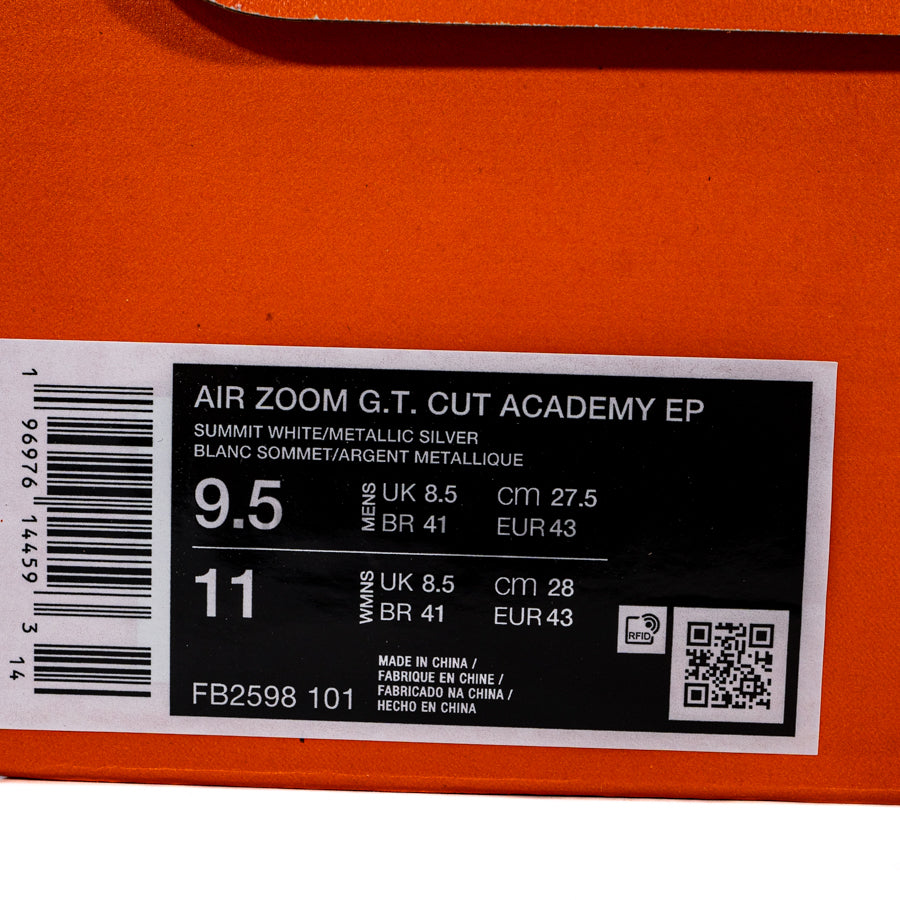 1 96976 14459 3 14
AIR ZOOM G.T. CUT ACADEMY EP
SUMMIT WHITE/METALLIC SILVER
BLANC SOMMET/ARGENT METALLIQUE
9.5 MENS UK 8.5 cm 27.5
BR 41 EUR 43
11 WMNS UK 8.5 cm 28
BR 41 EUR 43
RFID
MADE IN CHINA /
FABRIQUE EN CHINE /
FABRICADO NA CHINA /
HECHO EN CHINA
FB2598 101